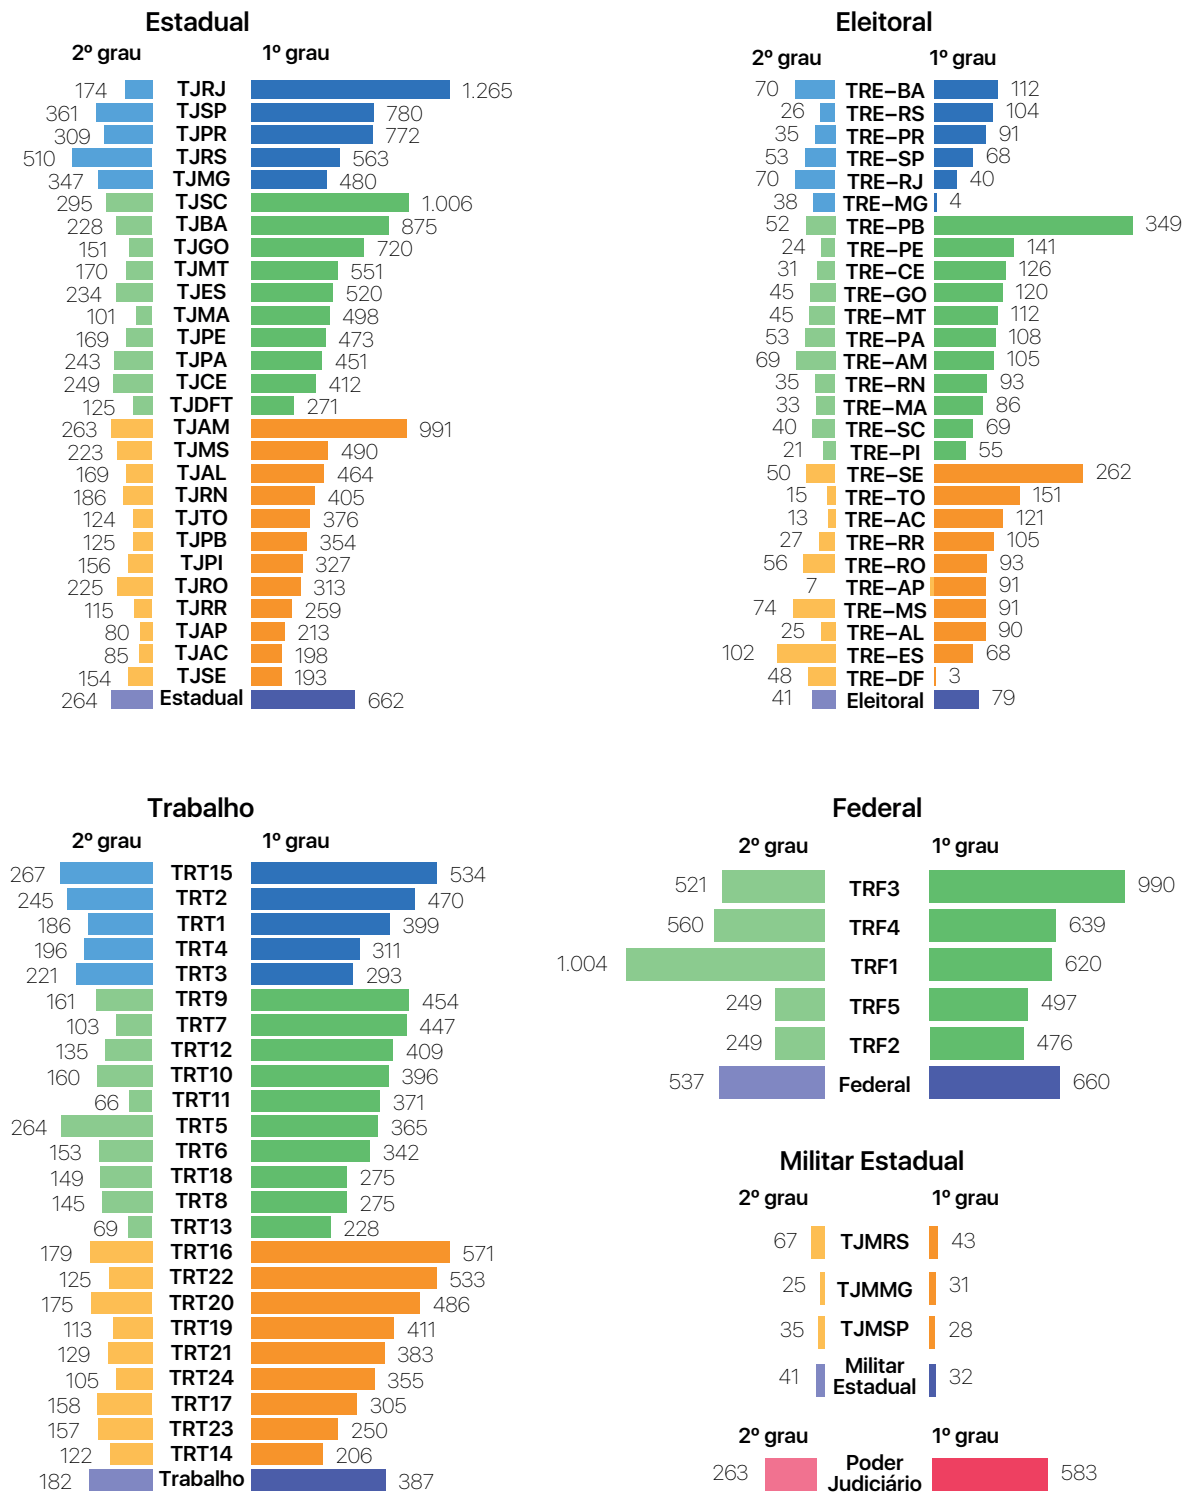 Estadual
2º grau 1º grau
174 TJRJ 1.265
361 TJSP 780
309 TJPR 772
510 TJRS 563
347 TJMG 480
295 TJSC 1.006
228 TJBA 875
151 TJGO 720
170 TJMT 551
234 TJES 520
101 TJMA 498
169 TJPE 473
243 TJPA 451
249 TJCE 412
125 TJDFT 271
263 TJAM 991
223 TJMS 490
169 TJAL 464
186 TJRN 405
124 TJTO 376
125 TJPB 354
156 TJPI 327
225 TJRO 313
115 TJRR 259
80 TJAP 213
85 TJAC 198
154 TJSE 193
264 Estadual 662
Eleitoral
2º grau 1º grau
70 TRE–BA 112
26 TRE–RS 104
35 TRE–PR 91
53 TRE–SP 68
70 TRE–RJ 40
38 TRE–MG 4
52 TRE–PB 349
24 TRE–PE 141
31 TRE–CE 126
45 TRE–GO 120
45 TRE–MT 112
53 TRE–PA 108
69 TRE–AM 105
35 TRE–RN 93
33 TRE–MA 86
40 TRE–SC 69
21 TRE–PI 55
50 TRE–SE 262
15 TRE–TO 151
13 TRE–AC 121
27 TRE–RR 105
56 TRE–RO 93
7 TRE–AP 91
74 TRE–MS 91
25 TRE–AL 90
102 TRE–ES 68
48 TRE–DF 3
41 Eleitoral 79
Trabalho
2º grau 1º grau
267 TRT15 534
245 TRT2 470
186 TRT1 399
196 TRT4 311
221 TRT3 293
161 TRT9 454
103 TRT7 447
135 TRT12 409
160 TRT10 396
66 TRT11 371
264 TRT5 365
153 TRT6 342
149 TRT18 275
145 TRT8 275
69 TRT13 228
179 TRT16 571
125 TRT22 533
175 TRT20 486
113 TRT19 411
129 TRT21 383
105 TRT24 355
158 TRT17 305
157 TRT23 250
122 TRT14 206
182 Trabalho 387
Federal
2º grau 1º grau
521 TRF3 990
560 TRF4 639
1.004 TRF1 620
249 TRF5 497
249 TRF2 476
537 Federal 660
Militar Estadual
2º grau 1º grau
67 TJMRS 43
25 TJMMG 31
35 TJMSP 28
41 Militar 32
Estadual
2º grau 1º grau
263 Poder 583
Judiciário